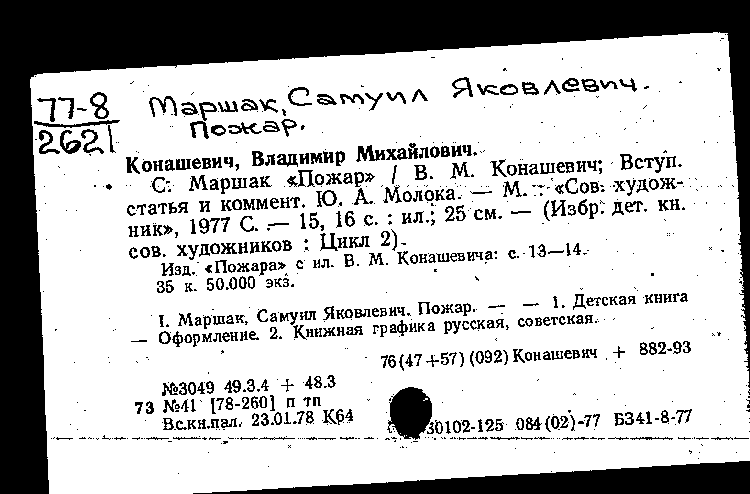 77-8
2621
Маршак, Самуил Яковлевич.
Пожар.
Конашевич, Владимир Михайлович.
С. Маршак «Пожар» / В. М. Конашевич; Вступ.
статья и коммент. Ю. А. Молока. — М. : «Сов. худож-
ник», 1977 С. — 15, 16 с. : ил.; 25 см. — (Избр. дет. кн.
сов. художников : Цикл 2).
Изд. «Пожара» с ил. В. М. Конашевича: с. 13—14.
35 к. 50.000 экз.
I. Маршак, Самуил Яковлевич. Пожар. — — 1. Детская книга
— Оформление. 2. Книжная графика русская, советская.
76(47+57)(092) Конашевич + 882-93
№3049 49.3.4 + 48.3
73 №41 [78-260] п тп
Вс.кн.пал. 23.01.78 К64
30102-125 084(02)-77 Б341-8-77